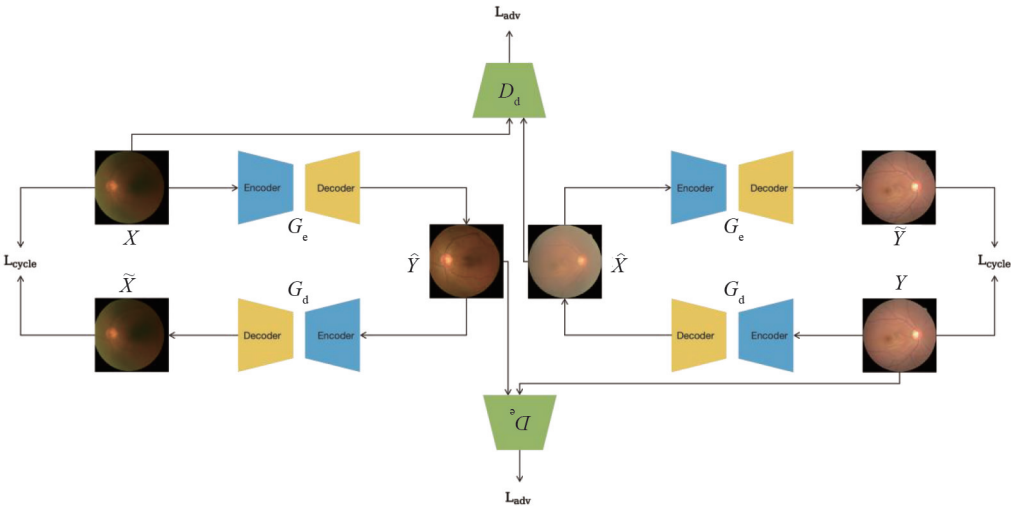 L_adv
D_d
Encoder
Decoder
G_e
X
Encoder
Decoder
G_e
Ỹ
Ŷ
X̂
L_cycle
L_cycle
X̃
G_d
Decoder
Encoder
G_d
Y
Decoder
Encoder
D_e
L_adv